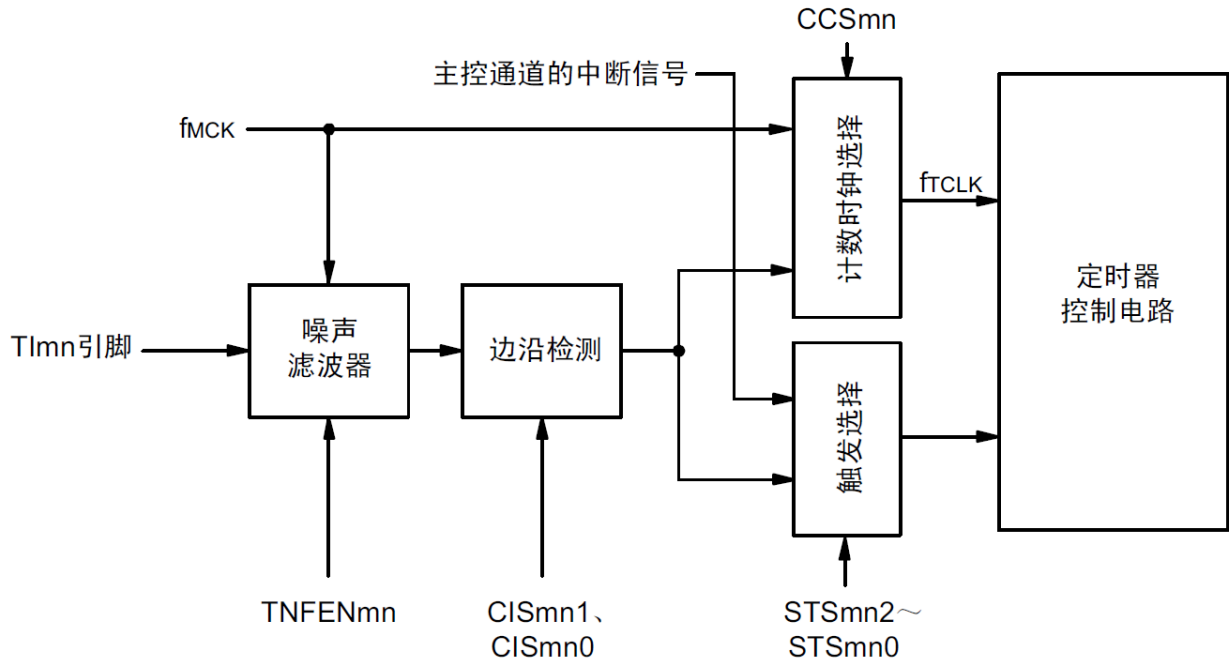 CCSmn
主控通道的中断信号
fMCK
计数时钟选择
fTCLK
定时器
控制电路
TImn引脚
噪声
滤波器
边沿检测
触发选择
TNFENmn
CISmn1、
CISmn0
STSmn2～
STSmn0